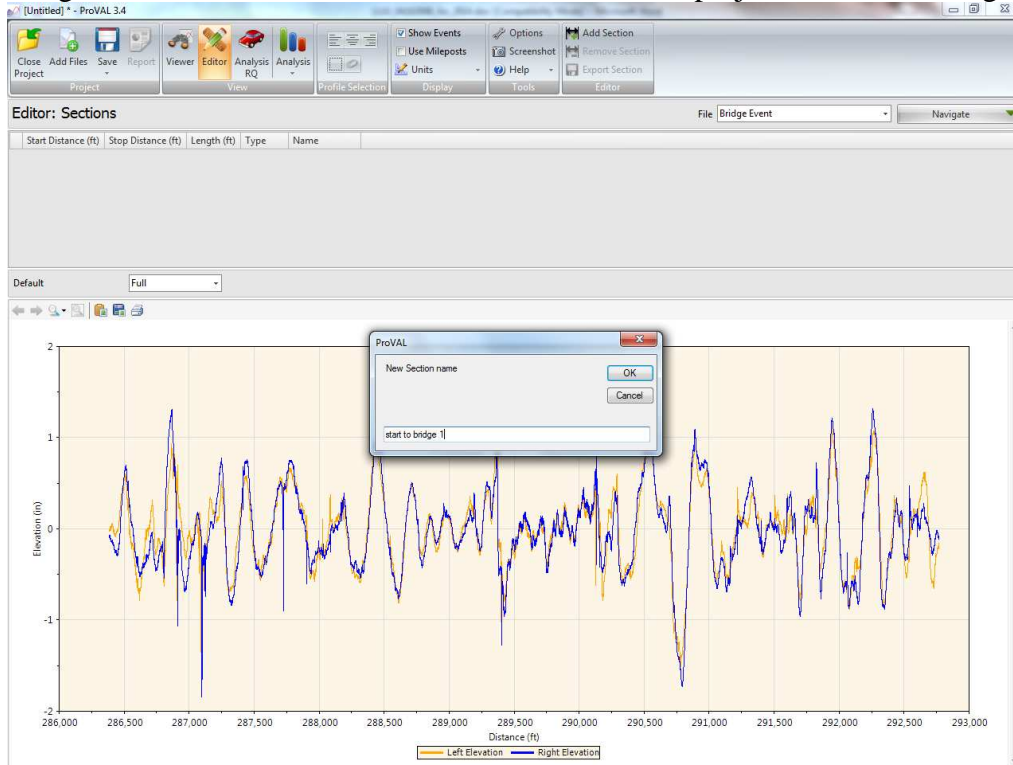 [Untitled] * - ProVAL 3.4
Show Events Options Add Section
Use Mileposts Screenshot Remove Section
Close Project Add Files Save Report Viewer Editor Analysis RQ Analysis Units Help Export Section
Project View Profile Selection Display Tools Editor
Editor: Sections File Bridge Event Navigate
Start Distance (ft) Stop Distance (ft) Length (ft) Type Name
Default Full
ProVAL
New Section name
OK
Cancel
start to bridge 1
2
1
0
-1
-2
Elevation (in)
286,000 286,500 287,000 287,500 288,000 288,500 289,000 289,500 290,000 290,500 291,000 291,500 292,000 292,500 293,000
Distance (ft)
Left Elevation Right Elevation